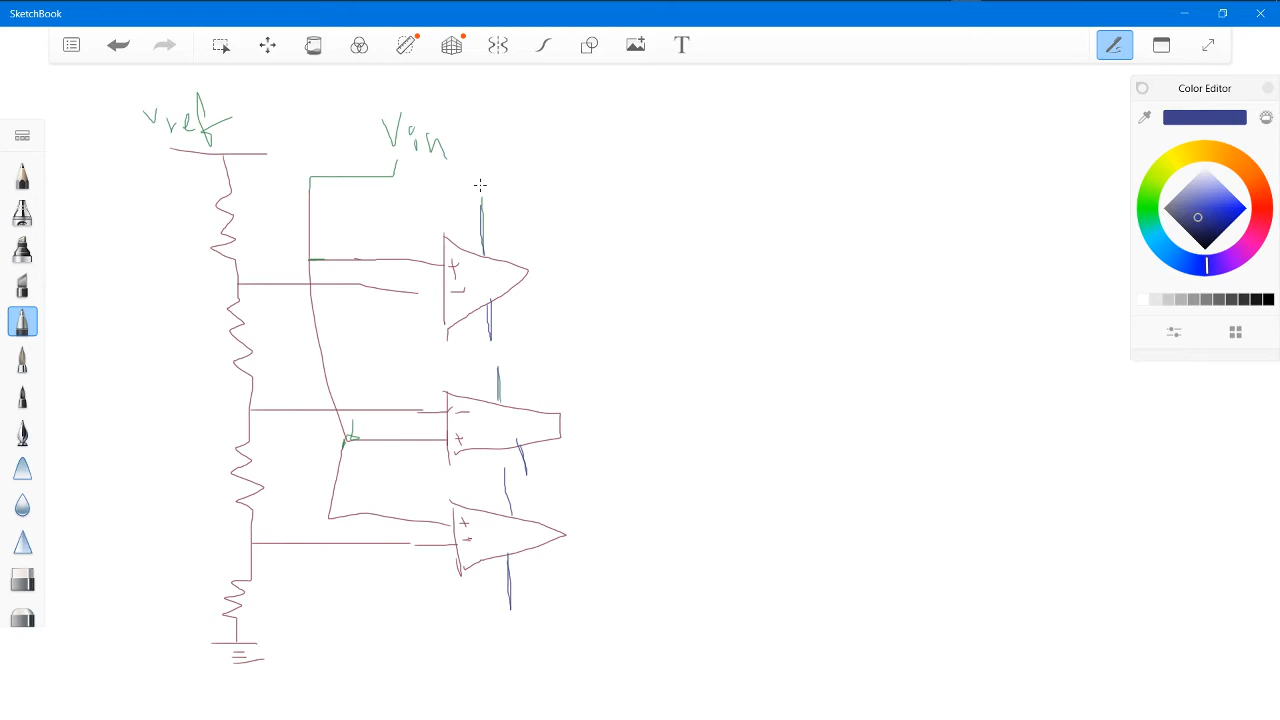 SketchBook
Color Editor
Vref
Vin
+
-
-
+
+
-